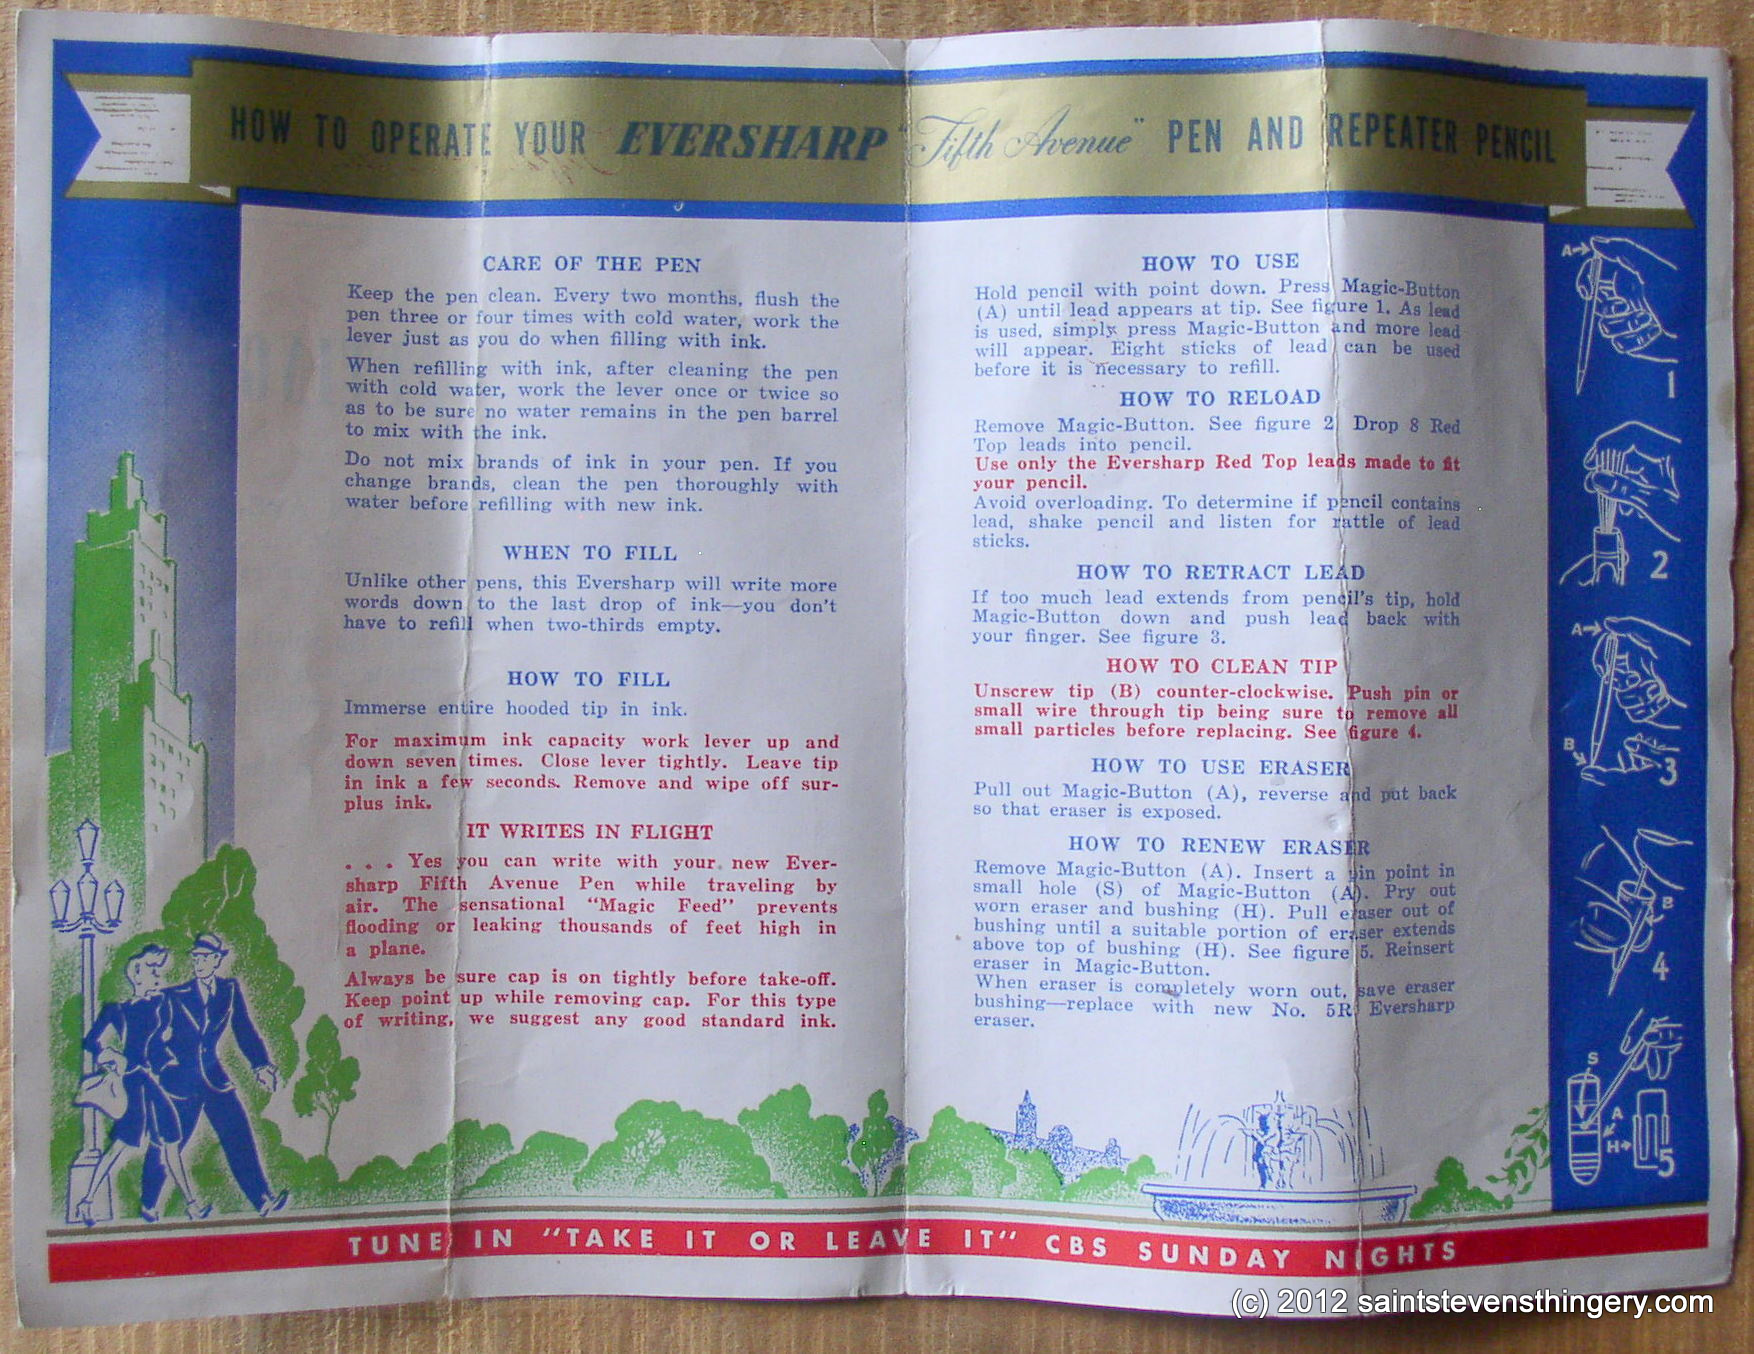 HOW TO OPERATE YOUR EVERSHARP "Fifth Avenue" PEN AND REPEATER PENCIL
CARE OF THE PEN
Keep the pen clean. Every two months, flush the
pen three or four times with cold water, work the
lever just as you do when filling with ink.
When refilling with ink, after cleaning the pen
with cold water, work the lever once or twice so
as to be sure no water remains in the pen barrel
to mix with the ink.
Do not mix brands of ink in your pen. If you
change brands, clean the pen thoroughly with
water before refilling with new ink.
WHEN TO FILL
Unlike other pens, this Eversharp will write more
words down to the last drop of ink—you don't
have to refill when two-thirds empty.
HOW TO FILL
Immerse entire hooded tip in ink.
For maximum ink capacity work lever up and
down seven times. Close lever tightly. Leave tip
in ink a few seconds. Remove and wipe off sur-
plus ink.
IT WRITES IN FLIGHT
. . . Yes you can write with your new Ever-
sharp Fifth Avenue Pen while traveling by
air. The sensational "Magic Feed" prevents
flooding or leaking thousands of feet high in
a plane.
Always be sure cap is on tightly before take-off.
Keep point up while removing cap. For this type
of writing, we suggest any good standard ink.
HOW TO USE
Hold pencil with point down. Press Magic-Button
(A) until lead appears at tip. See figure 1. As lead
is used, simply press Magic-Button and more lead
will appear. Eight sticks of lead can be used
before it is necessary to refill.
HOW TO RELOAD
Remove Magic-Button. See figure 2. Drop 8 Red
Top leads into pencil.
Use only the Eversharp Red Top leads made to fit
your pencil.
Avoid overloading. To determine if pencil contains
lead, shake pencil and listen for rattle of lead
sticks.
HOW TO RETRACT LEAD
If too much lead extends from pencil's tip, hold
Magic-Button down and push lead back with
your finger. See figure 3.
HOW TO CLEAN TIP
Unscrew tip (B) counter-clockwise. Push pin or
small wire through tip being sure to remove all
small particles before replacing. See figure 4.
HOW TO USE ERASER
Pull out Magic-Button (A), reverse and put back
so that eraser is exposed.
HOW TO RENEW ERASER
Remove Magic-Button (A). Insert a pin point in
small hole (S) of Magic-Button (A). Pry out
worn eraser and bushing (H). Pull eraser out of
bushing until a suitable portion of eraser extends
above top of bushing (H). See figure 5. Reinsert
eraser in Magic-Button.
When eraser is completely worn out, save eraser
bushing—replace with new No. 5R Eversharp
eraser.
A
1
2
A
B
3
B
4
S
A
H
5
TUNE IN "TAKE IT OR LEAVE IT" CBS SUNDAY NIGHTS
(c) 2012 saintstevensthingery.com